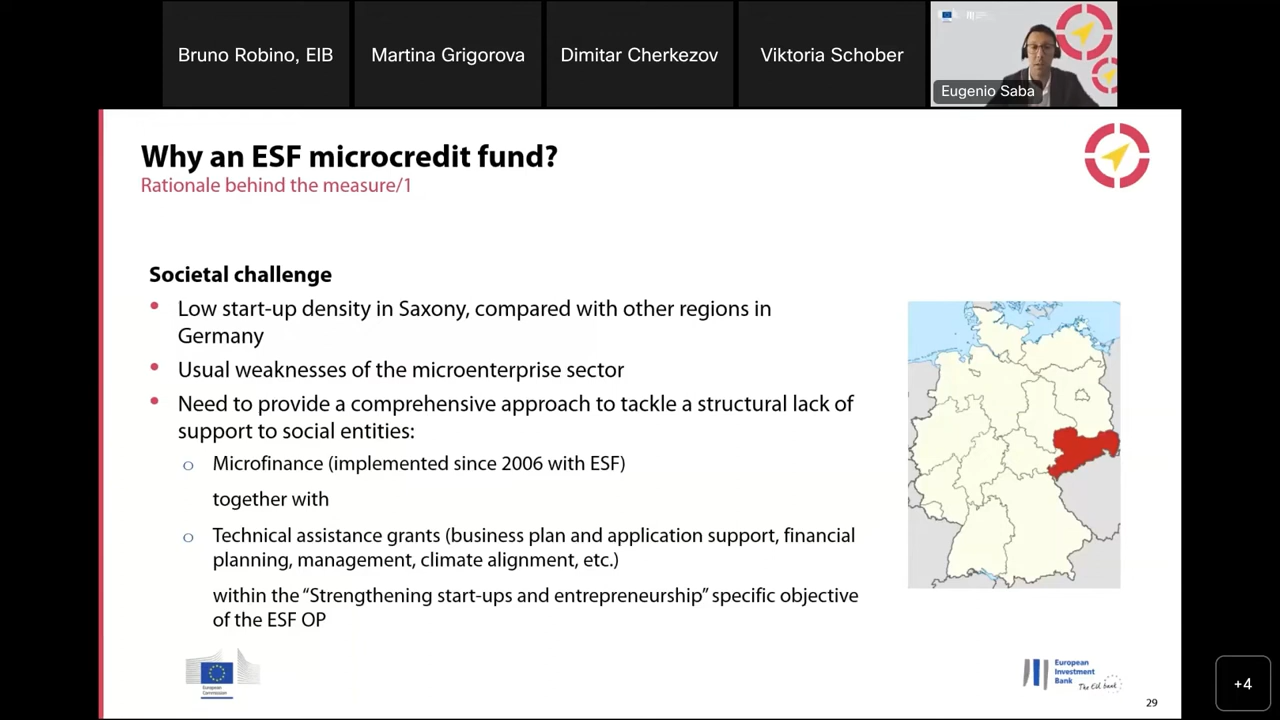 Bruno Robino, EIB
Martina Grigorova
Dimitar Cherkezov
Viktoria Schober
Eugenio Saba
Why an ESF microcredit fund?
Rationale behind the measure/1
Societal challenge
• Low start-up density in Saxony, compared with other regions in
Germany
• Usual weaknesses of the microenterprise sector
• Need to provide a comprehensive approach to tackle a structural lack of
support to social entities:
o Microfinance (implemented since 2006 with ESF)
together with
o Technical assistance grants (business plan and application support, financial
planning, management, climate alignment, etc.)
within the “Strengthening start-ups and entrepreneurship” specific objective
of the ESF OP
European
Commission
European
Investment
Bank
The EIB bank
29
+4